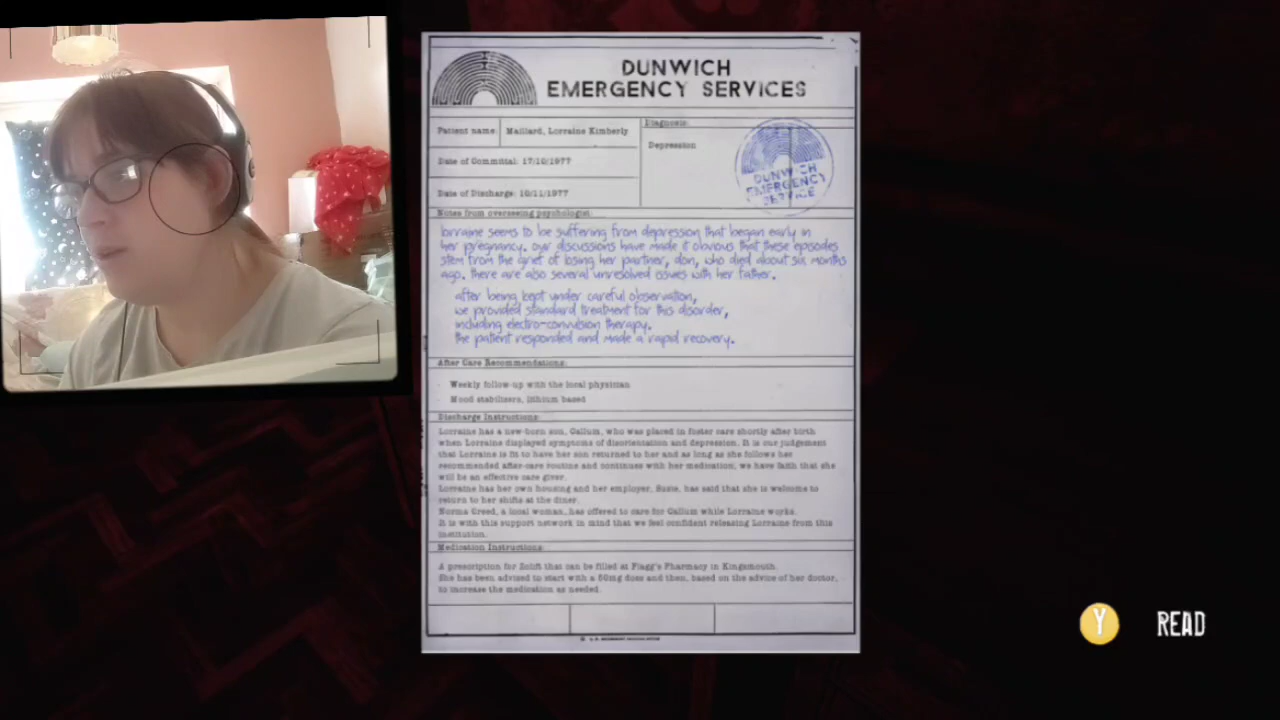 DUNWICH
EMERGENCY SERVICES
Patient name: Maillard, Lorraine Kimberly
Diagnosis:
Depression
Date of Committal: 17/10/1977
Date of Discharge: 10/11/1977
DUNWICH
EMERGENCY
SERVICE
Notes from overseeing psychologist:
lorraine seems to be suffering from depression that began early in
her pregnancy. our discussions have made it obvious that these episodes
stem from the grief of losing her partner, don, who died about six months
ago. there are also several unresolved issues with her father.
after being kept under careful observation,
we provided standard treatment for this disorder,
including electro-convulsion therapy.
the patient responded and made a rapid recovery.
After Care Recommendations:
Weekly follow-up with the local physician
Mood stabilizers, lithium based
Discharge Instructions:
Lorraine has a new-born son, Callum, who was placed in foster care shortly after birth
when Lorraine displayed symptoms of disorientation and depression. It is our judgement
that Lorraine is fit to have her son returned to her and as long as she follows her
recommended after-care routine and continues with her medication, we have faith that she
will be an effective care giver.
Lorraine has her own housing and her employer, Susie, has said that she is welcome to
return to her shifts at the diner.
Norma Creed, a local woman, has offered to care for Callum while Lorraine works.
It is with this support network in mind that we feel confident releasing Lorraine from this
institution.
Medication Instructions:
A prescription for Zolift that can be filled at Flagg's Pharmacy in Kingsmouth.
She has been advised to start with a 50mg dose and then, based on the advice of her doctor,
to increase the medication as needed.
Y READ